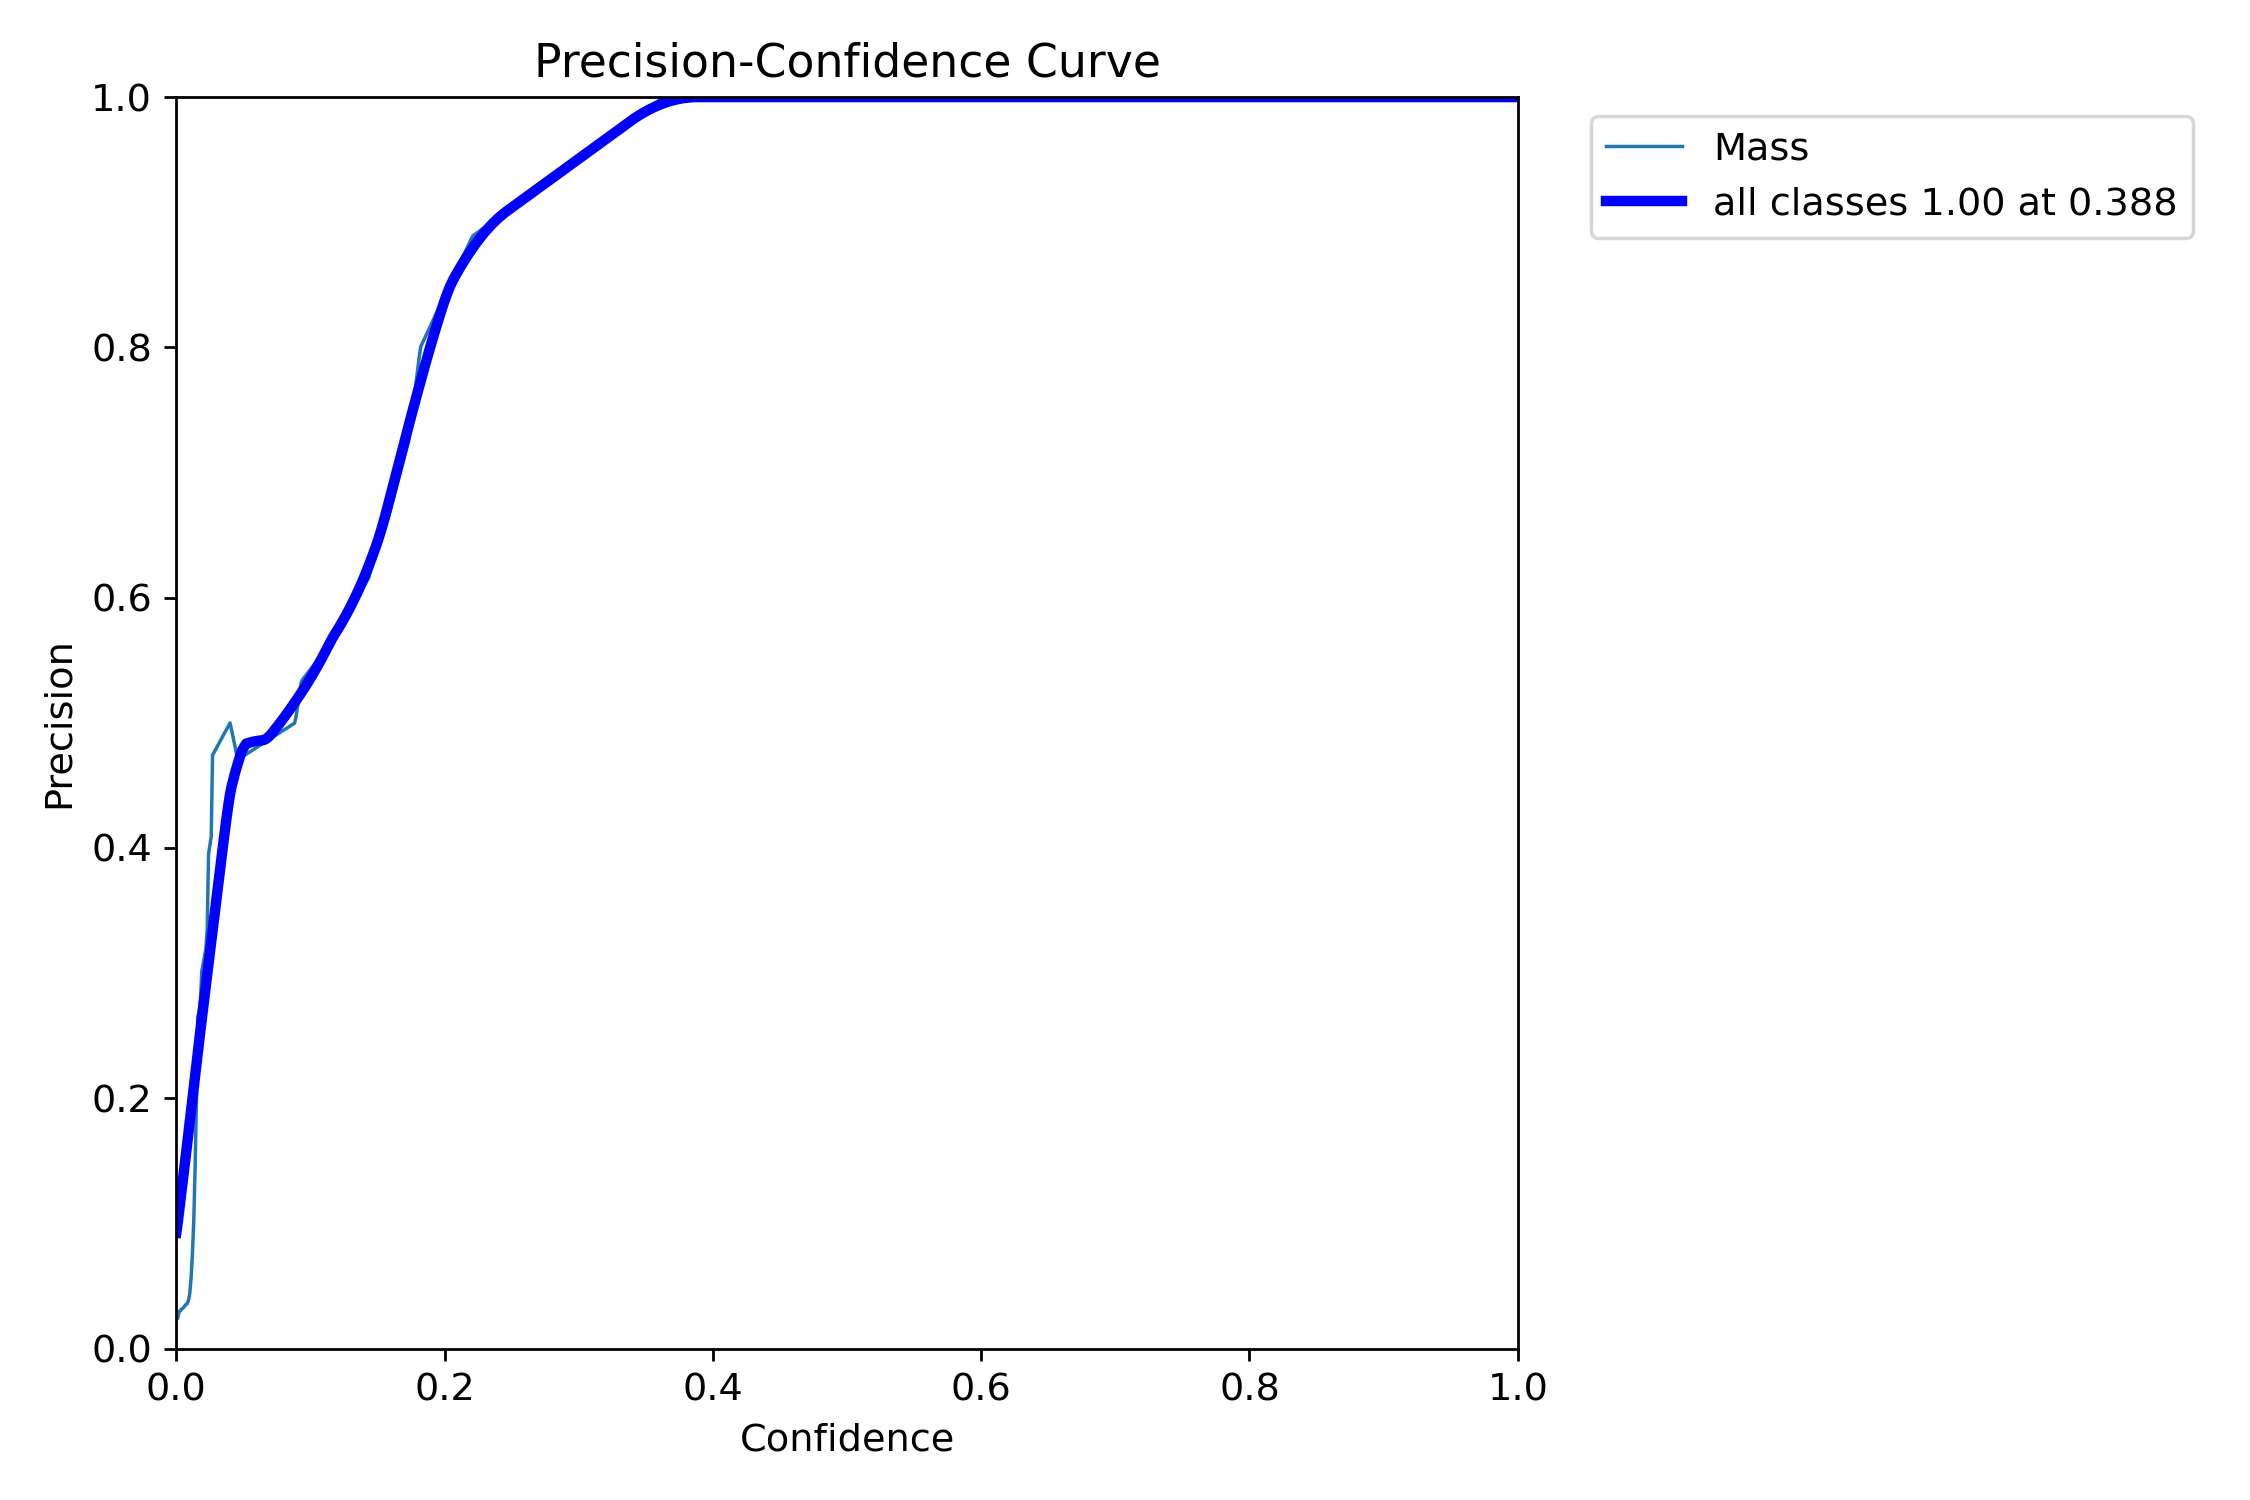 Precision-Confidence Curve
Mass
all classes 1.00 at 0.388
Precision
1.0
0.8
0.6
0.4
0.2
0.0
0.0 0.2 0.4 0.6 0.8 1.0
Confidence